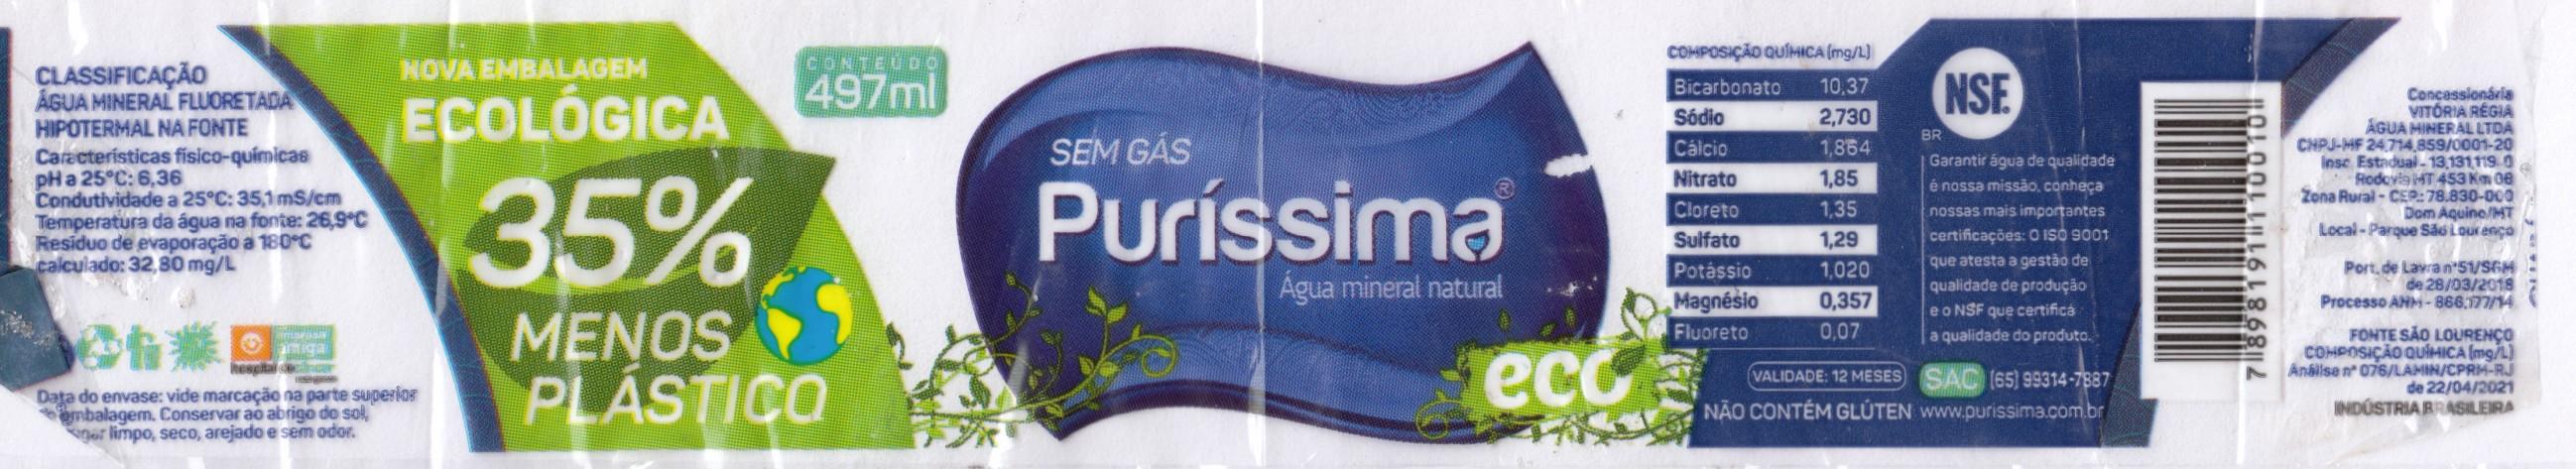 CLASSIFICAÇÃO
ÁGUA MINERAL FLUORETADA
HIPOTERMAL NA FONTE
Características físico-químicas
pH a 25°C: 6,36
Condutividade a 25°C: 35,1 mS/cm
Temperatura da água na fonte: 26,9°C
Resíduo de evaporação a 180°C
calculado: 32,80 mg/L
empresa
amiga
Data do envase: vide marcação na parte superior
embalagem. Conservar ao abrigo do sol,
limpo, seco, arejado e sem odor.
NOVA EMBALAGEM
ECOLÓGICA
35%
MENOS
PLÁSTICO
CONTEÚDO
497ml
SEM GÁS
Puríssima®
Água mineral natural
eco
COMPOSIÇÃO QUÍMICA (mg/L)
Bicarbonato 10,37
Sódio 2,730
Cálcio 1,854
Nitrato 1,85
Cloreto 1,35
Sulfato 1,29
Potássio 1,020
Magnésio 0,357
Fluoreto 0,07
VALIDADE: 12 MESES
NÃO CONTÉM GLÚTEN
NSF.
BR
Garantir água de qualidade
é nossa missão, conheça
nossas mais importantes
certificações: O ISO 9001
que atesta a gestão de
qualidade de produção
e o NSF que certifica
a qualidade do produto.
SAC (65) 99314-7887
www.purissima.com.br
7 898191 100010
Concessionária
VITÓRIA RÉGIA
ÁGUA MINERAL LTDA
CNPJ-MF 24.714.859/0001-20
Insc. Estadual - 13.131.119-0
Rodovia MT 453 Km 08
Zona Rural - CEP.: 78.830-000
Dom Aquino/MT
Local - Parque São Lourenço
Port. de Lavra n°51/SGM
de 28/03/2018
Processo ANM - 866.177/14
FONTE SÃO LOURENÇO
COMPOSIÇÃO QUÍMICA (mg/L)
Análise n° 076/LAMIN/CPRM-RJ
de 22/04/2021
INDÚSTRIA BRASILEIRA